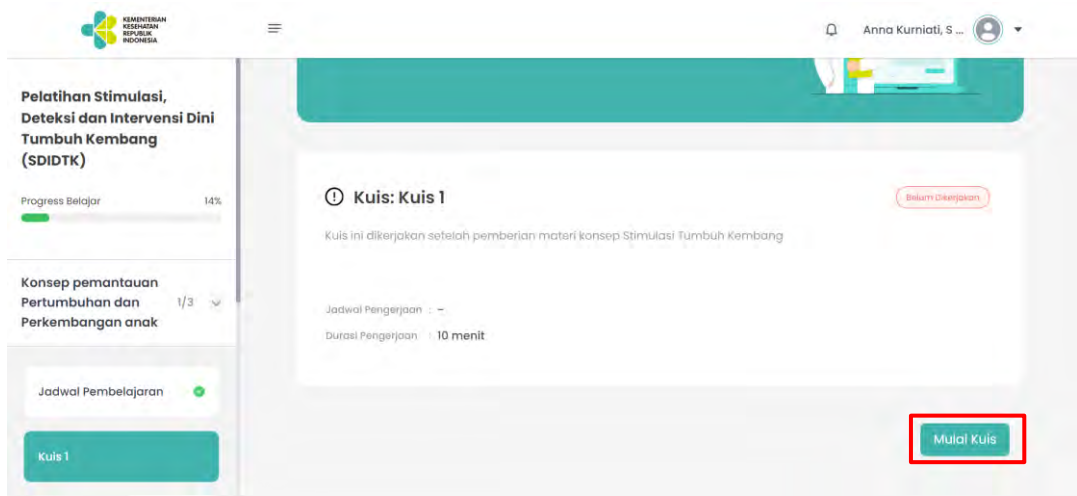 KEMENTERIAN
KESEHATAN
REPUBLIK
INDONESIA
Anna Kurniati, S ...
Pelatihan Stimulasi,
Deteksi dan Intervensi Dini
Tumbuh Kembang
(SDIDTK)
Progress Belajar 14%
Konsep pemantauan
Pertumbuhan dan 1/3
Perkembangan anak
Jadwal Pembelajaran
Kuis 1
Kuis: Kuis 1
Belum Dikerjakan
Kuis ini dikerjakan setelah pemberian materi konsep Stimulasi Tumbuh Kembang
Jadwal Pengerjaan : -
Durasi Pengerjaan : 10 menit
Mulai Kuis